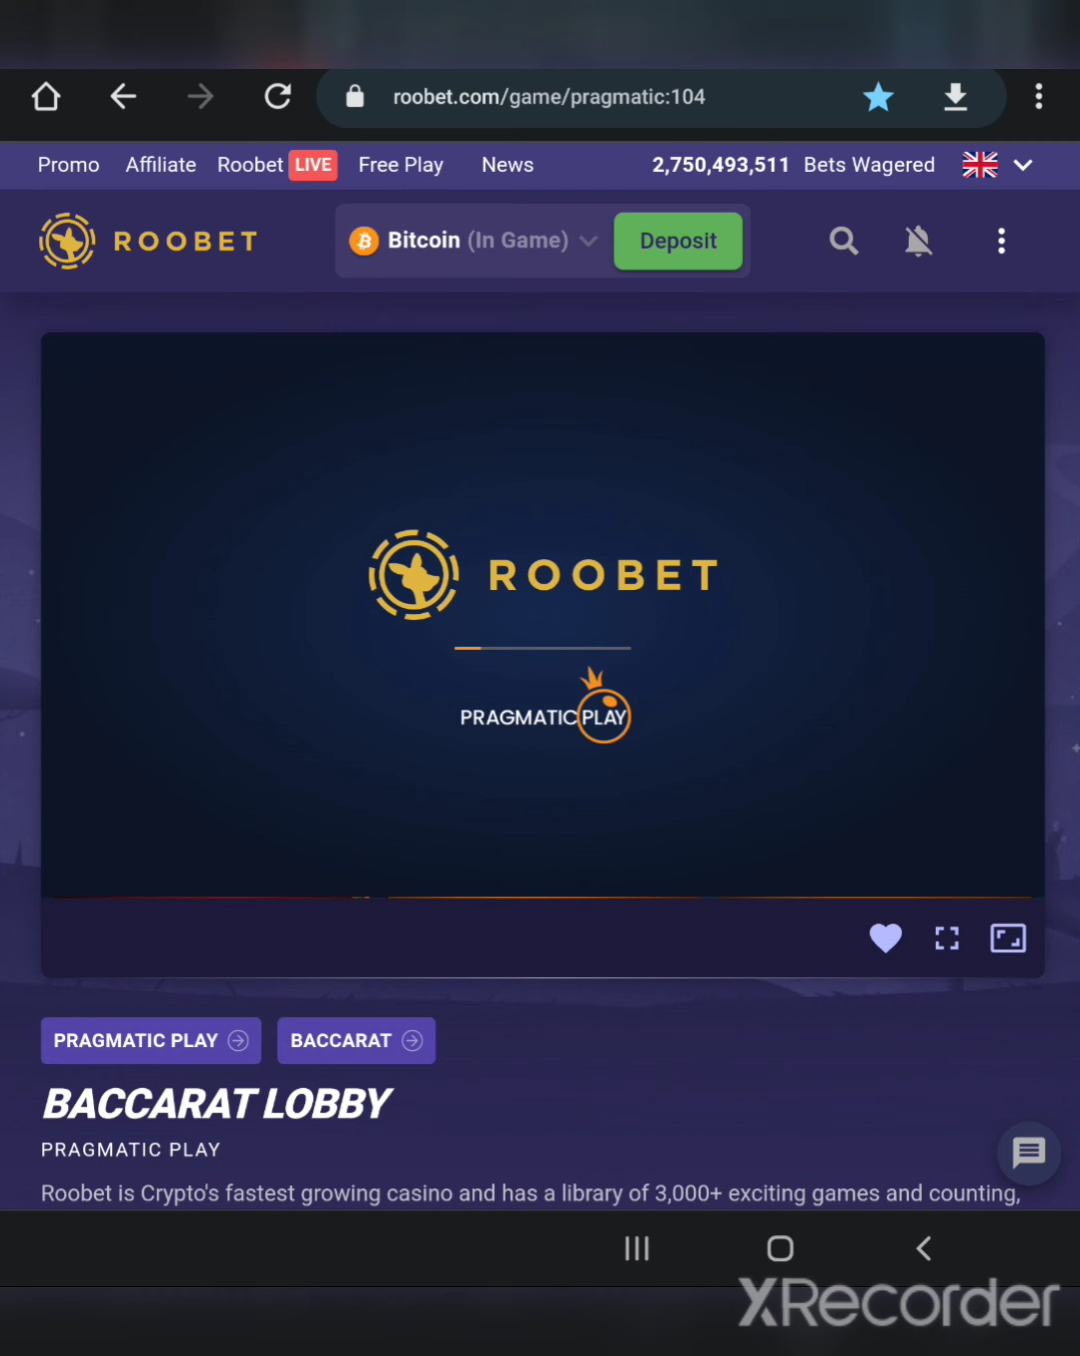 roobet.com/game/pragmatic:104
Promo Affiliate Roobet LIVE Free Play News 2,750,493,511 Bets Wagered
ROOBET Bitcoin (In Game) Deposit
ROOBET
PRAGMATIC PLAY
PRAGMATIC PLAY BACCARAT
BACCARAT LOBBY
PRAGMATIC PLAY
Roobet is Crypto's fastest growing casino and has a library of 3,000+ exciting games and counting,
XRecorder